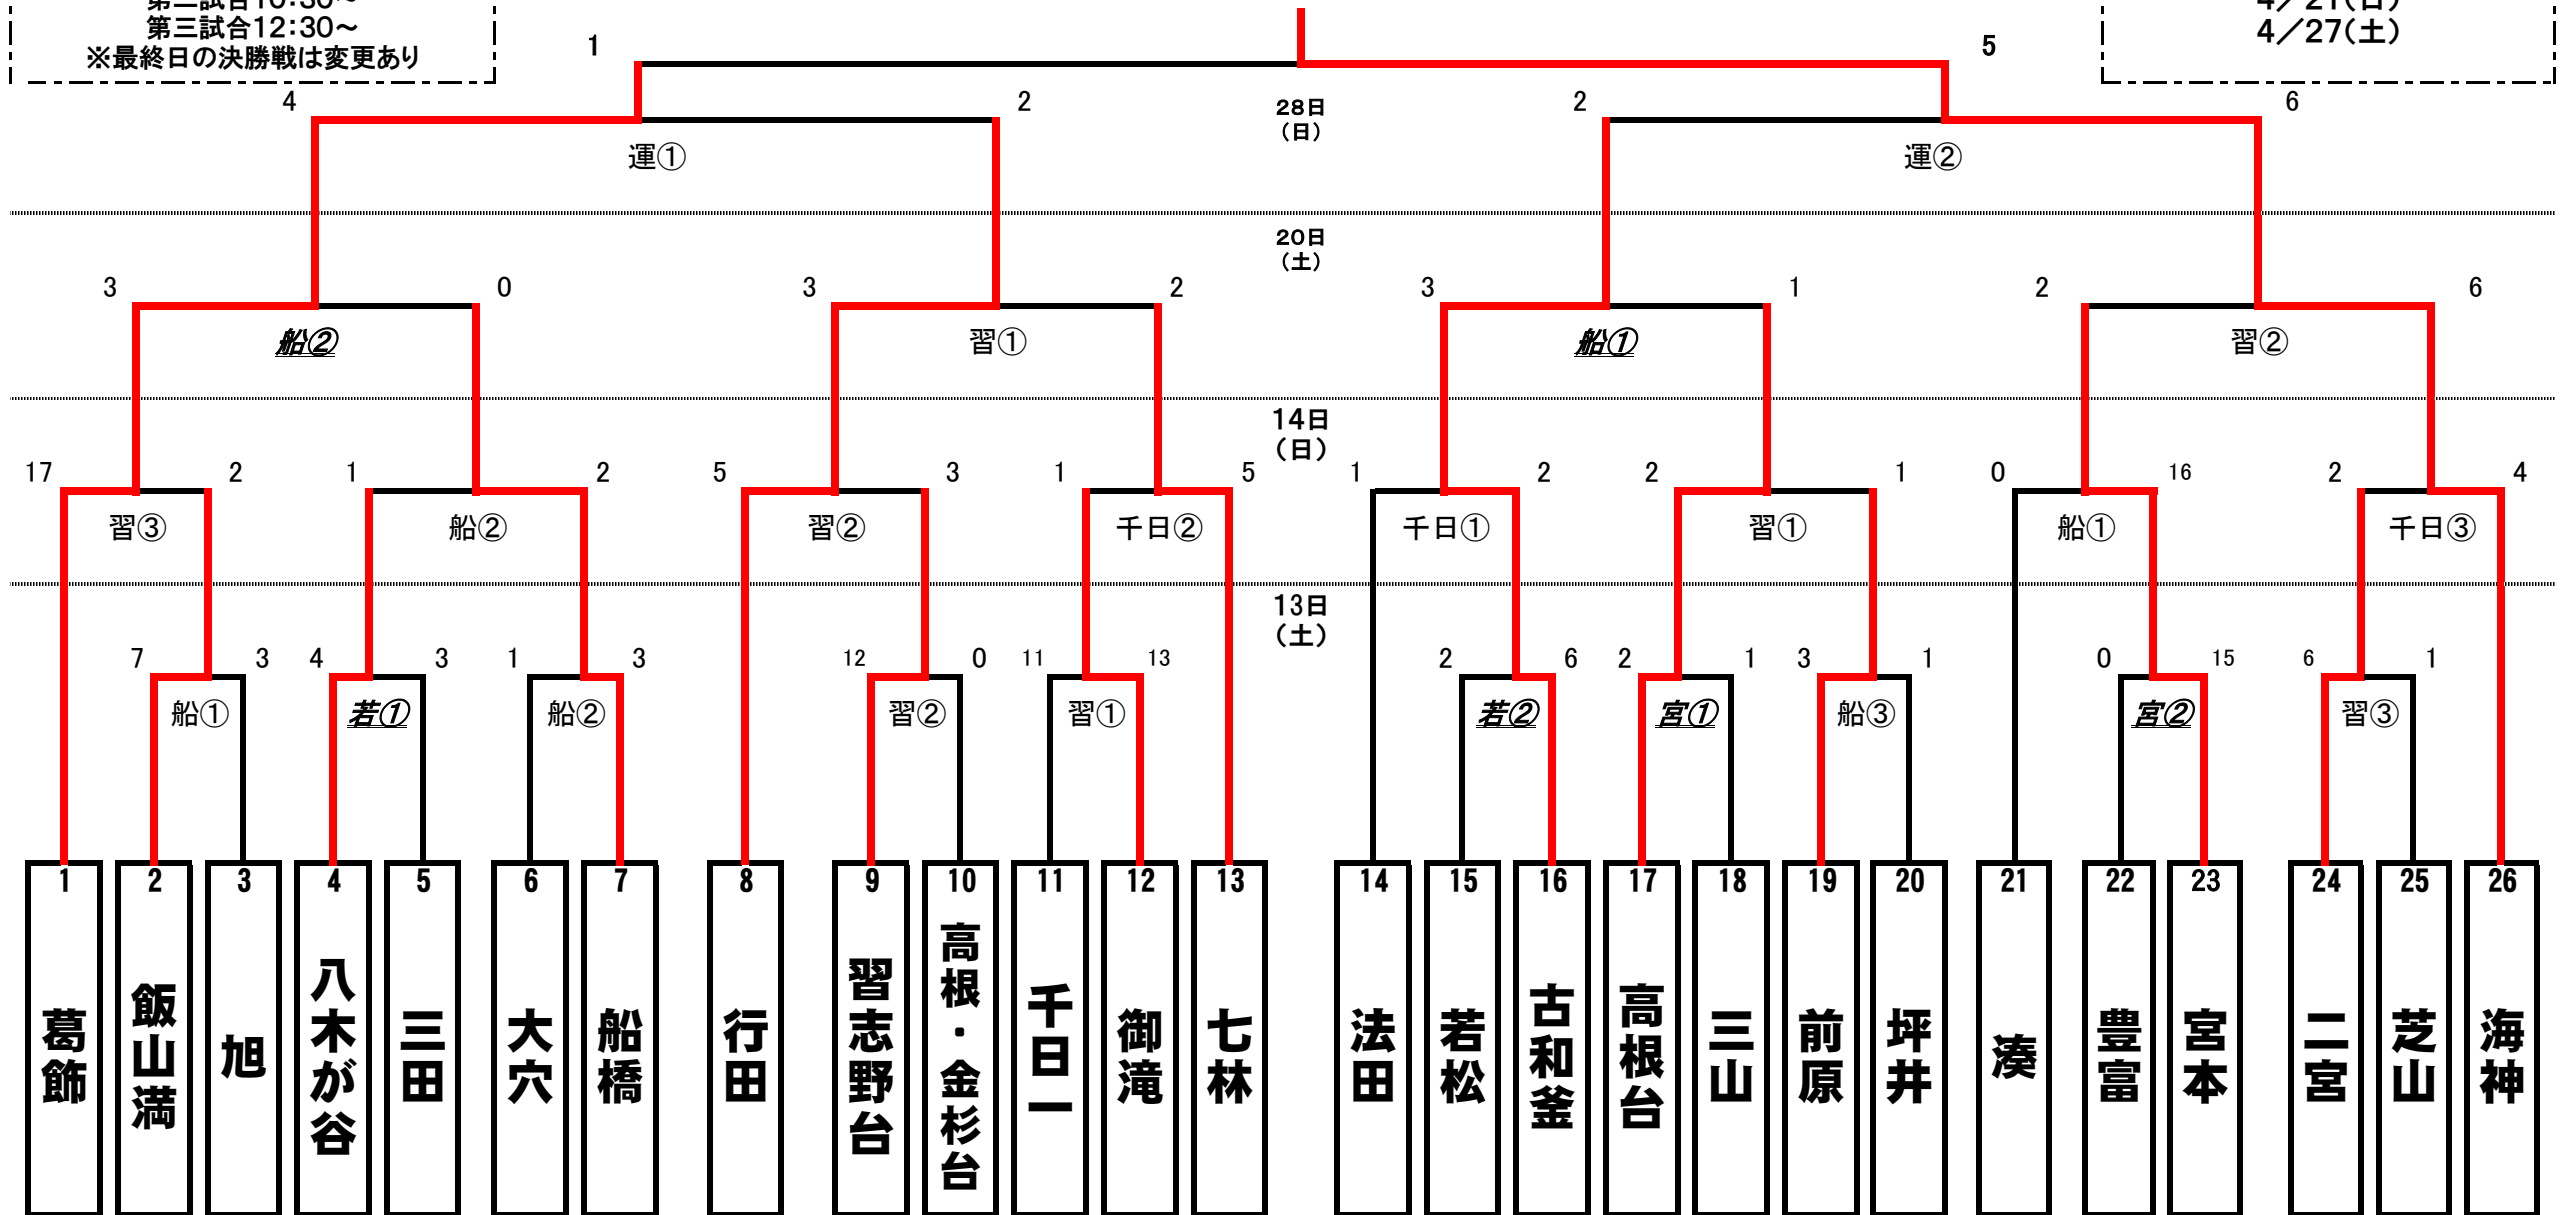 第二試合10:30~
第三試合12:30~
※最終日の決勝戦は変更あり
4/21(日)
4/27(土)
1 5
4 2 28日 2 6
(日)
運① 運②
20日
(土)
3 0 3 2 3 1 2 6
船② 習① 船① 習②
14日
(日)
17 2 1 2 5 3 1 5 1 2 2 1 0 16 2 4
習③ 船② 習② 千日② 千日① 習① 船① 千日③
13日
(土)
7 3 4 3 1 3 12 0 11 13 2 6 2 1 3 1 0 15 6 1
船① 若① 船② 習② 習① 若② 宮① 船③ 宮② 習③
1 葛飾
2 飯山満
3 旭
4 八木が谷
5 三田
6 大穴
7 船橋
8 行田
9 習志野台
10 高根・金杉台
11 千日一
12 御滝
13 七林
14 法田
15 若松
16 古和釜
17 高根台
18 三山
19 前原
20 坪井
21 湊
22 豊富
23 宮本
24 二宮
25 芝山
26 海神